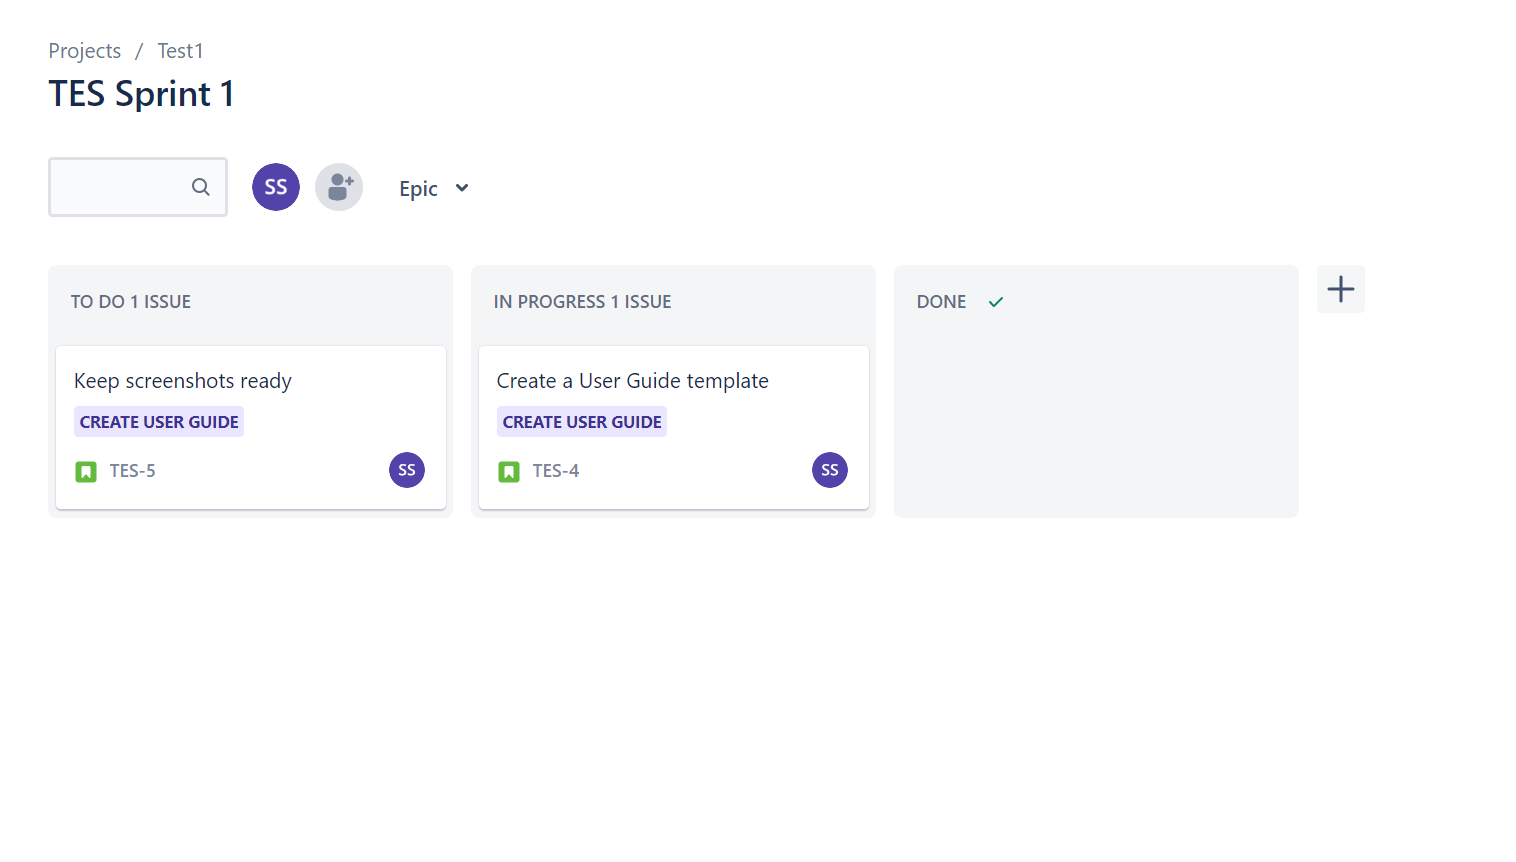 Projects / Test1
TES Sprint 1
SS
Epic
TO DO 1 ISSUE
Keep screenshots ready
CREATE USER GUIDE
TES-5
SS
IN PROGRESS 1 ISSUE
Create a User Guide template
CREATE USER GUIDE
TES-4
SS
DONE